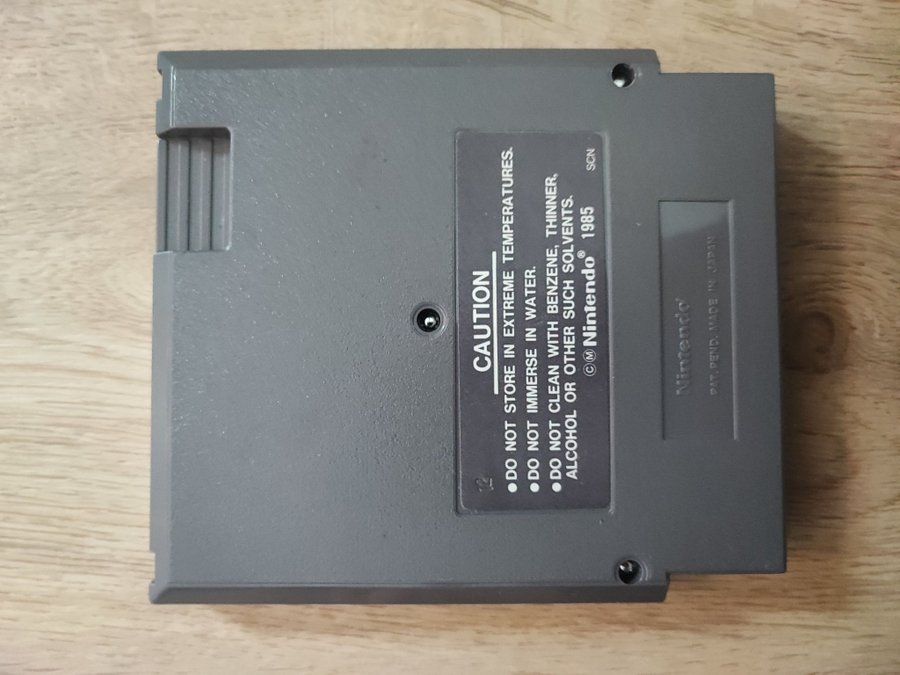 12
CAUTION
●DO NOT STORE IN EXTREME TEMPERATURES.
●DO NOT IMMERSE IN WATER.
●DO NOT CLEAN WITH BENZENE, THINNER,
ALCOHOL OR OTHER SUCH SOLVENTS.
©Ⓜ Nintendo® 1985
SCN
Nintendo®
PAT. PEND. MADE IN JAPAN